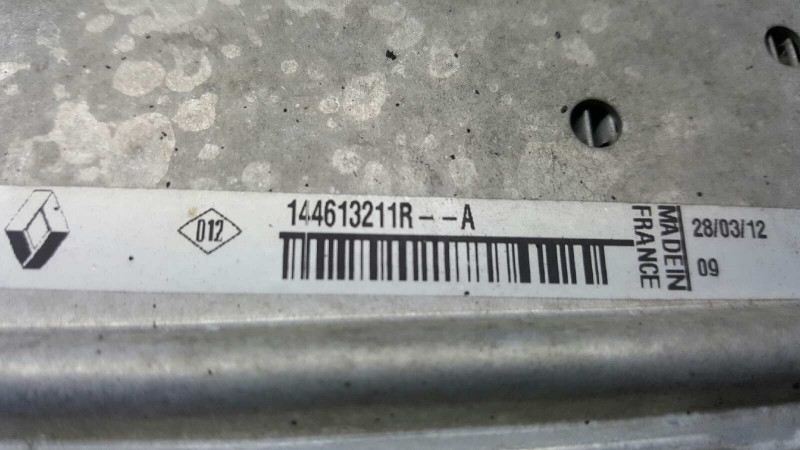 012
144613211R--A
MADE IN
FRANCE
28/03/12
09